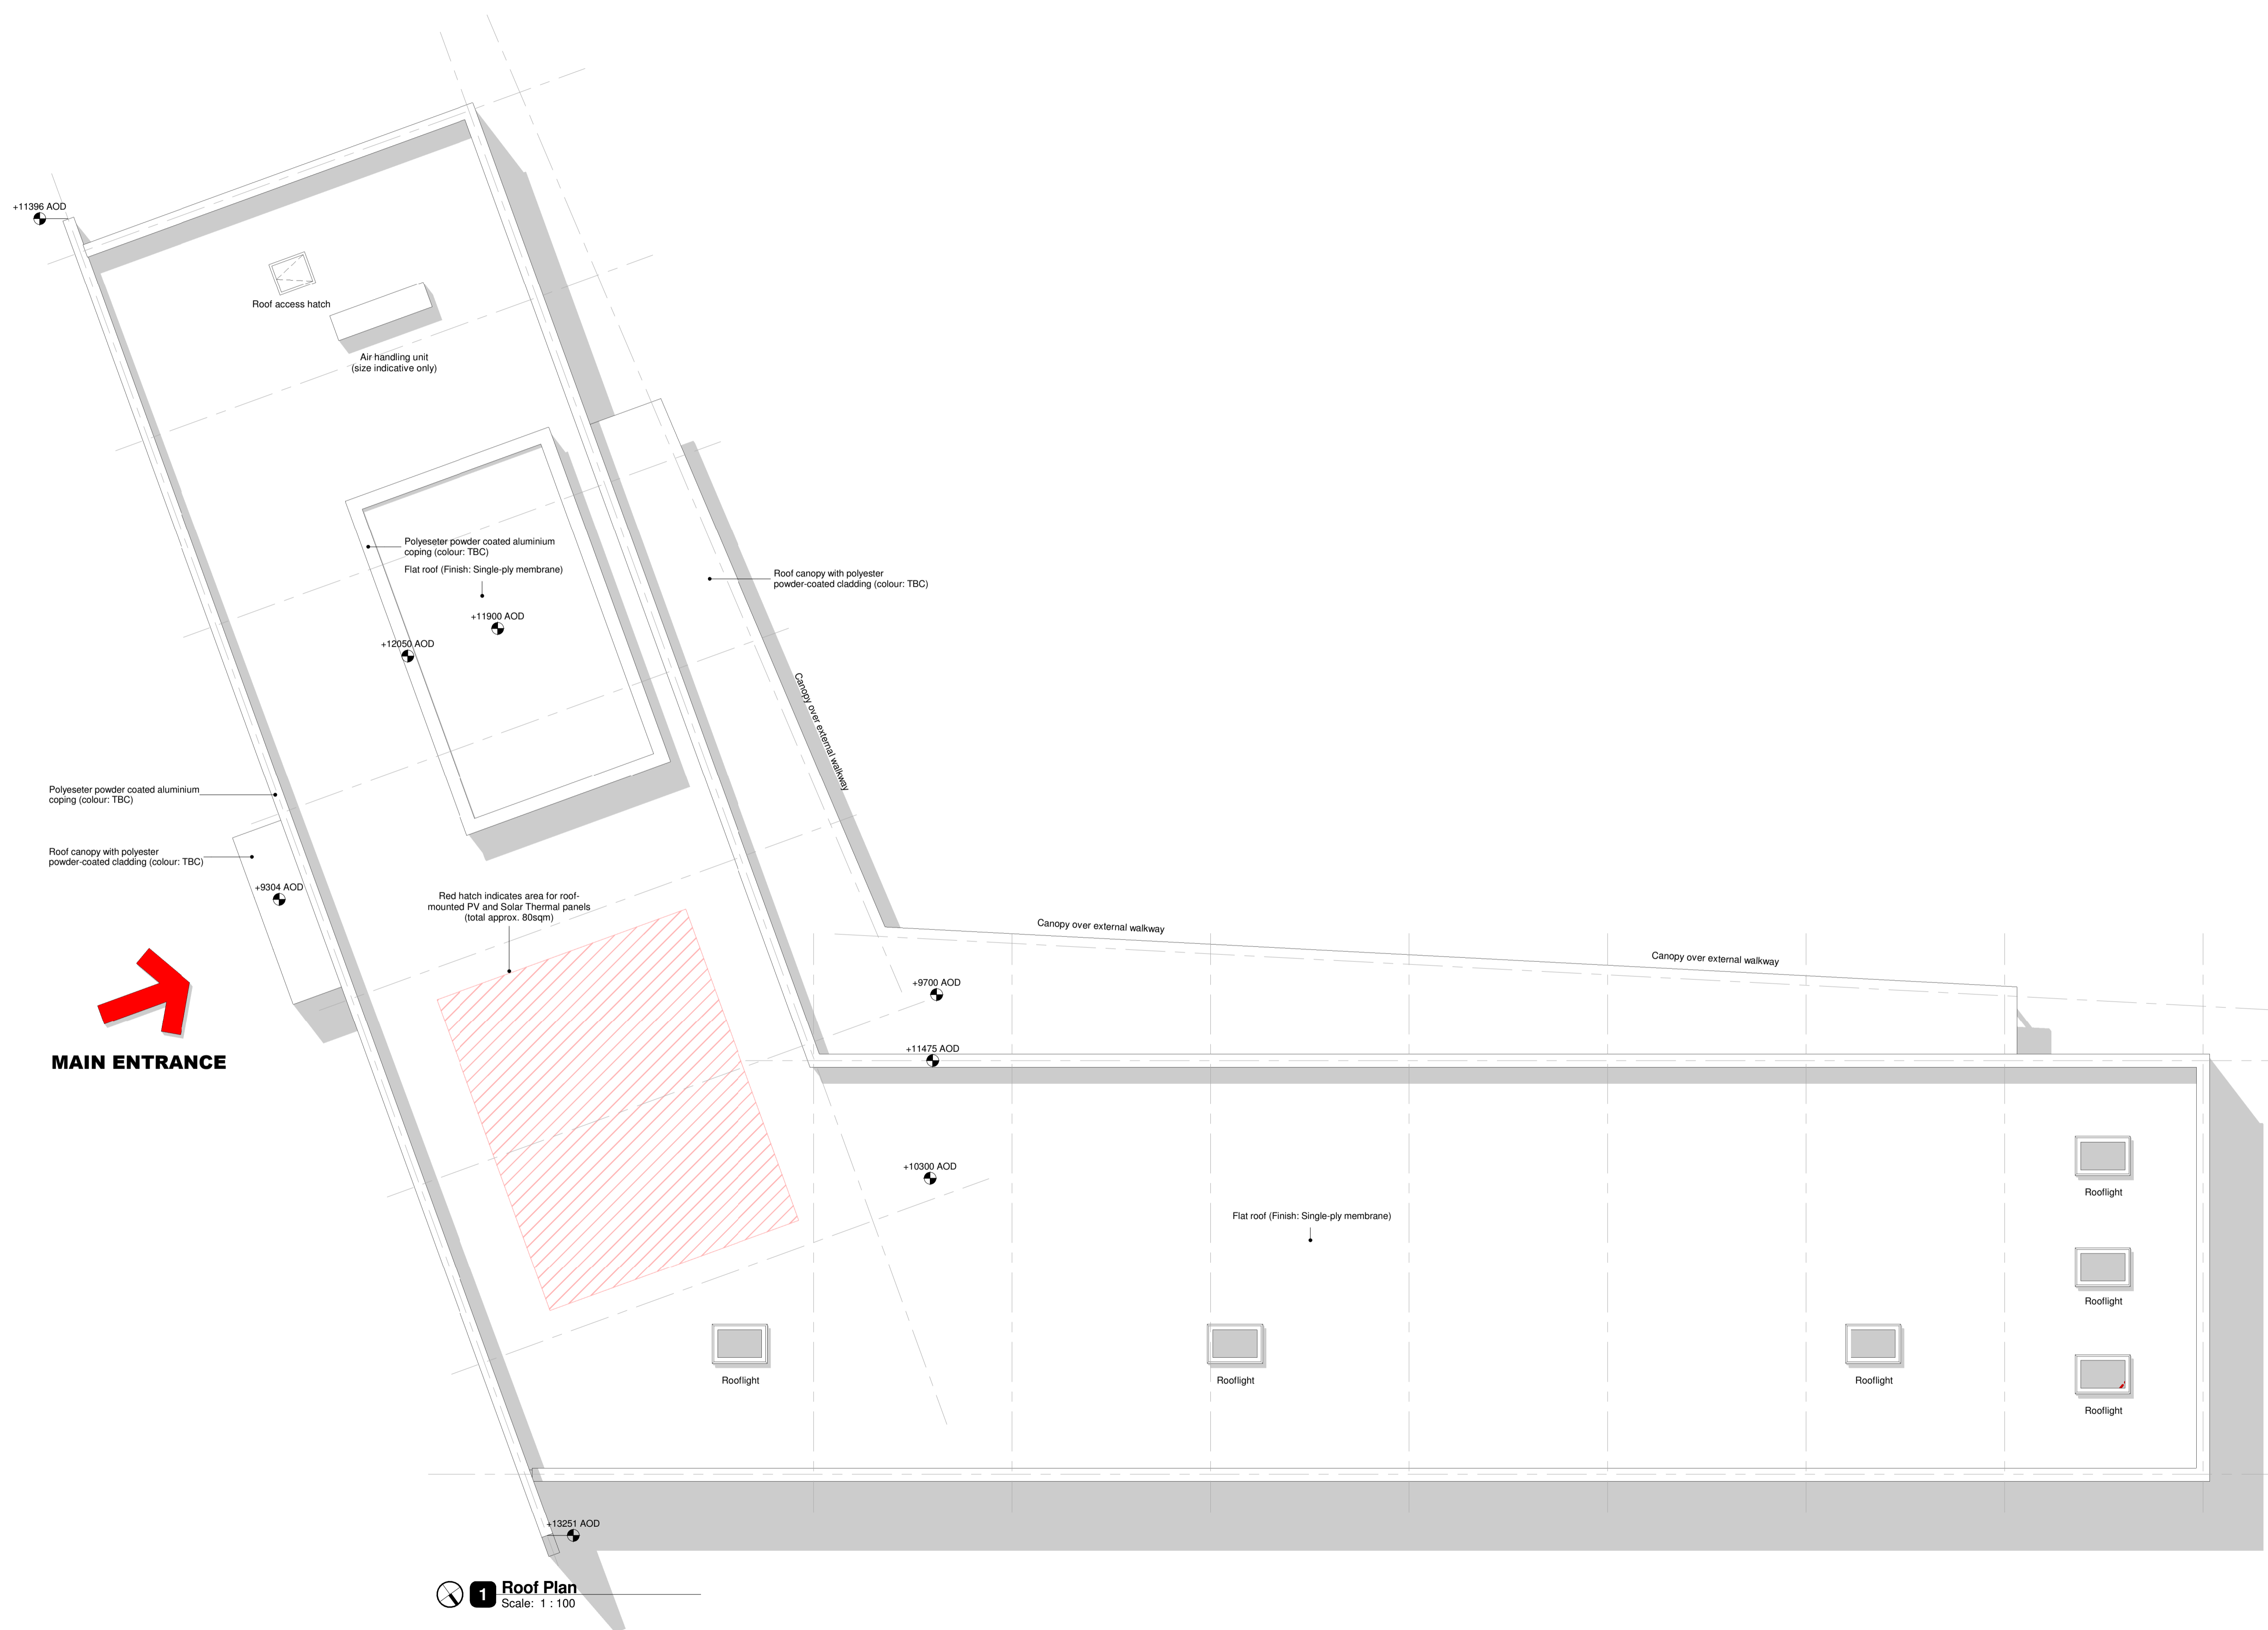 +11396 AOD
Roof access hatch
Air handling unit
(size indicative only)
Polyeseter powder coated aluminium
coping (colour: TBC)
Flat roof (Finish: Single-ply membrane)
+11900 AOD
+12050 AOD
Roof canopy with polyester
powder-coated cladding (colour: TBC)
Canopy over external walkway
Polyeseter powder coated aluminium
coping (colour: TBC)
Roof canopy with polyester
powder-coated cladding (colour: TBC)
+9304 AOD
Red hatch indicates area for roof-
mounted PV and Solar Thermal panels
(total approx. 80sqm)
MAIN ENTRANCE
Canopy over external walkway
Canopy over external walkway
+9700 AOD
+11475 AOD
+10300 AOD
Flat roof (Finish: Single-ply membrane)
Rooflight
Rooflight
Rooflight
Rooflight
Rooflight
Rooflight
+13251 AOD
1 Roof Plan
Scale: 1 : 100